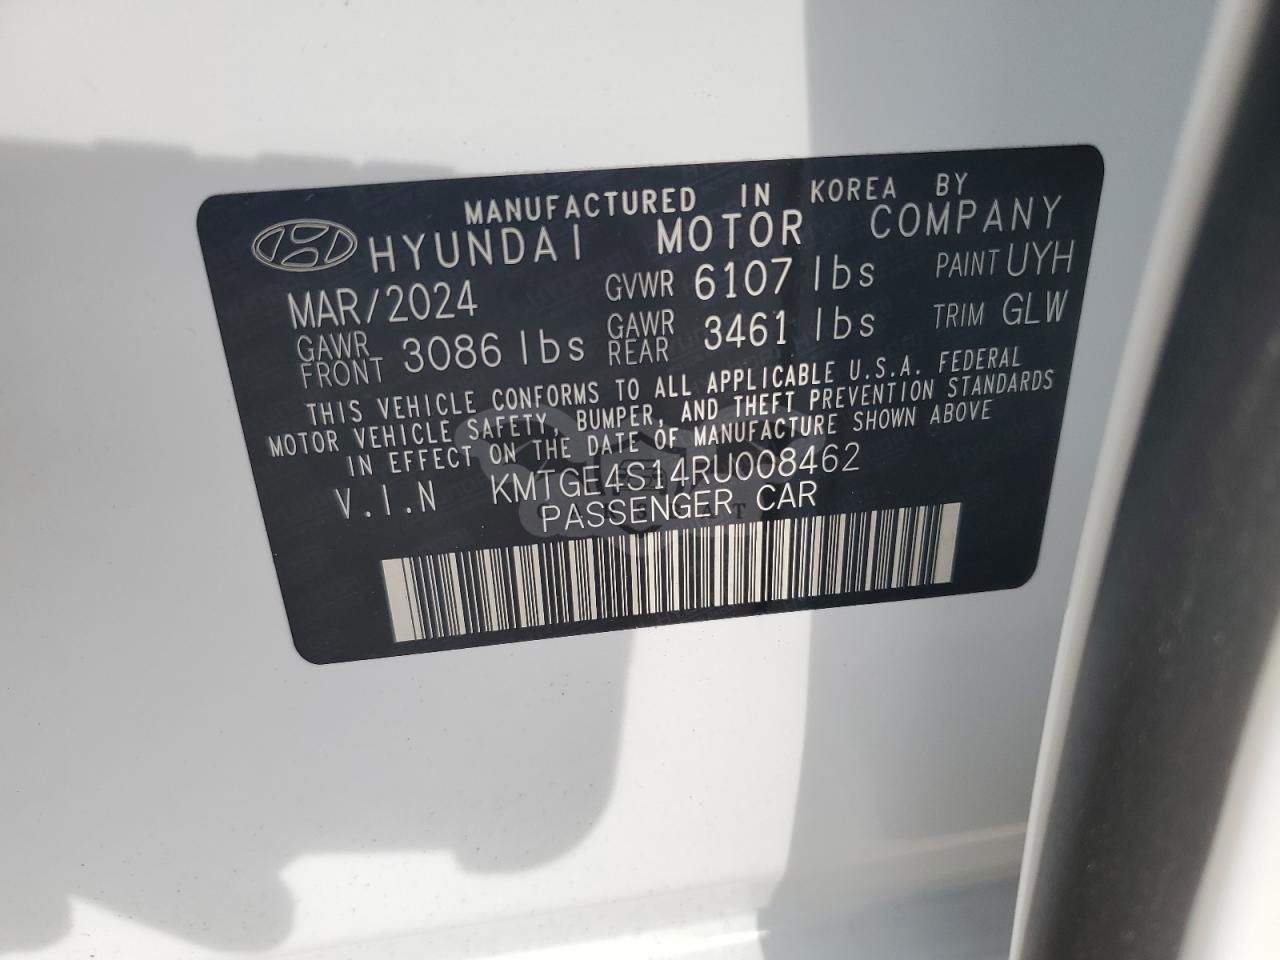 MANUFACTURED IN KOREA BY
HYUNDAI MOTOR COMPANY
MAR/2024 GVWR 6107 lbs PAINT UYH
GAWR FRONT 3086 lbs GAWR REAR 3461 lbs TRIM GLW
THIS VEHICLE CONFORMS TO ALL APPLICABLE U.S.A. FEDERAL
MOTOR VEHICLE SAFETY, BUMPER, AND THEFT PREVENTION STANDARDS
IN EFFECT ON THE DATE OF MANUFACTURE SHOWN ABOVE
V.I.N KMTGE4S14RU008462
PASSENGER CAR